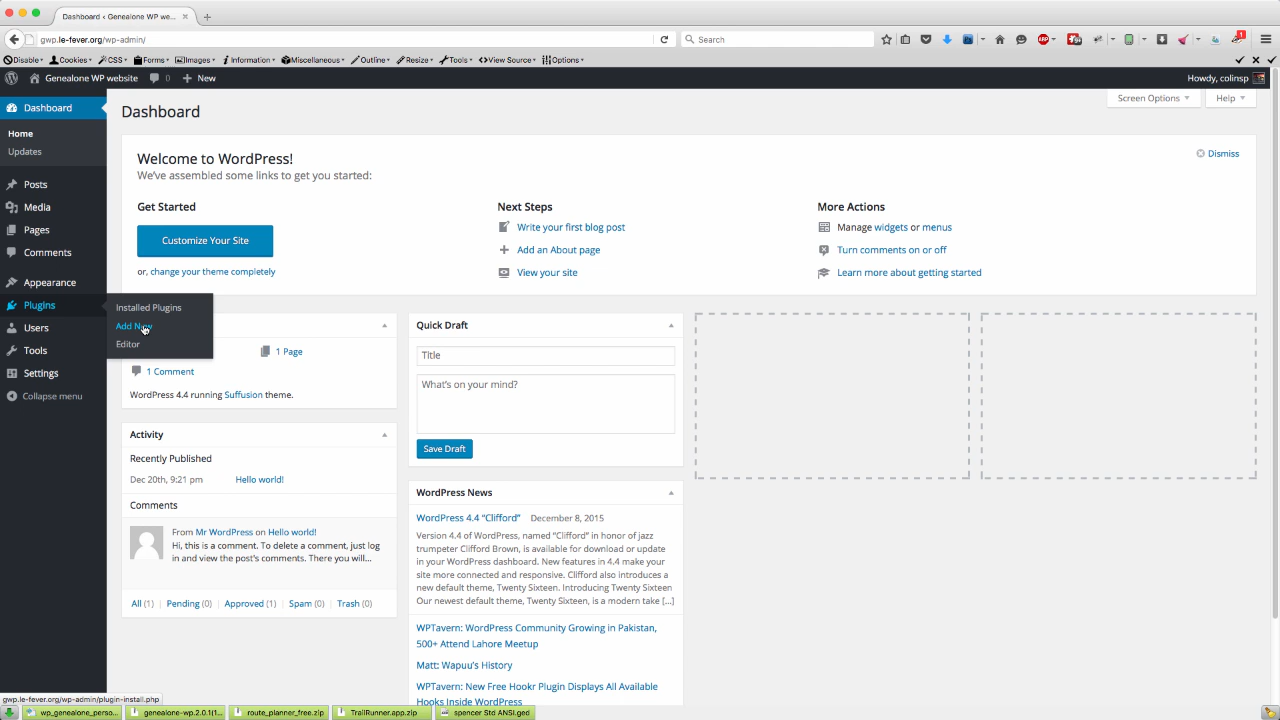 Dashboard < Genealone WP we...
gwp.le-fever.org/wp-admin/
Search
1
Disable Cookies CSS Forms Images Information Miscellaneous Outline Resize Tools View Source Options
Genealone WP website 0 New
Howdy, colinsp
Dashboard
Home
Updates
Posts
Media
Pages
Comments
Appearance
Plugins
Users
Tools
Settings
Collapse menu
Installed Plugins
Add New
Editor
Dashboard
Screen Options
Help
Welcome to WordPress!
We've assembled some links to get you started:
Dismiss
Get Started
Customize Your Site
or, change your theme completely
Next Steps
Write your first blog post
Add an About page
View your site
More Actions
Manage widgets or menus
Turn comments on or off
Learn more about getting started
1 Page
1 Comment
WordPress 4.4 running Suffusion theme.
Activity
Recently Published
Dec 20th, 9:21 pm Hello world!
Comments
From Mr WordPress on Hello world!
Hi, this is a comment. To delete a comment, just log
in and view the post's comments. There you will...
All (1) | Pending (0) | Approved (1) | Spam (0) | Trash (0)
Quick Draft
Title
What's on your mind?
Save Draft
WordPress News
WordPress 4.4 “Clifford” December 8, 2015
Version 4.4 of WordPress, named “Clifford” in honor of jazz
trumpeter Clifford Brown, is available for download or update
in your WordPress dashboard. New features in 4.4 make your
site more connected and responsive. Clifford also introduces a
new default theme, Twenty Sixteen. Introducing Twenty Sixteen
Our newest default theme, Twenty Sixteen, is a modern take [...]
WPTavern: WordPress Community Growing in Pakistan,
500+ Attend Lahore Meetup
Matt: Wapuu's History
WPTavern: New Free Hookr Plugin Displays All Available
Hooks Inside WordPress
gwp.le-fever.org/wp-admin/plugin-install.php
wp_genealone_perso...
genealone-wp.2.0.1(1...
route_planner_free.zip
TrailRunner.app.zip
spencer Std ANSI.ged